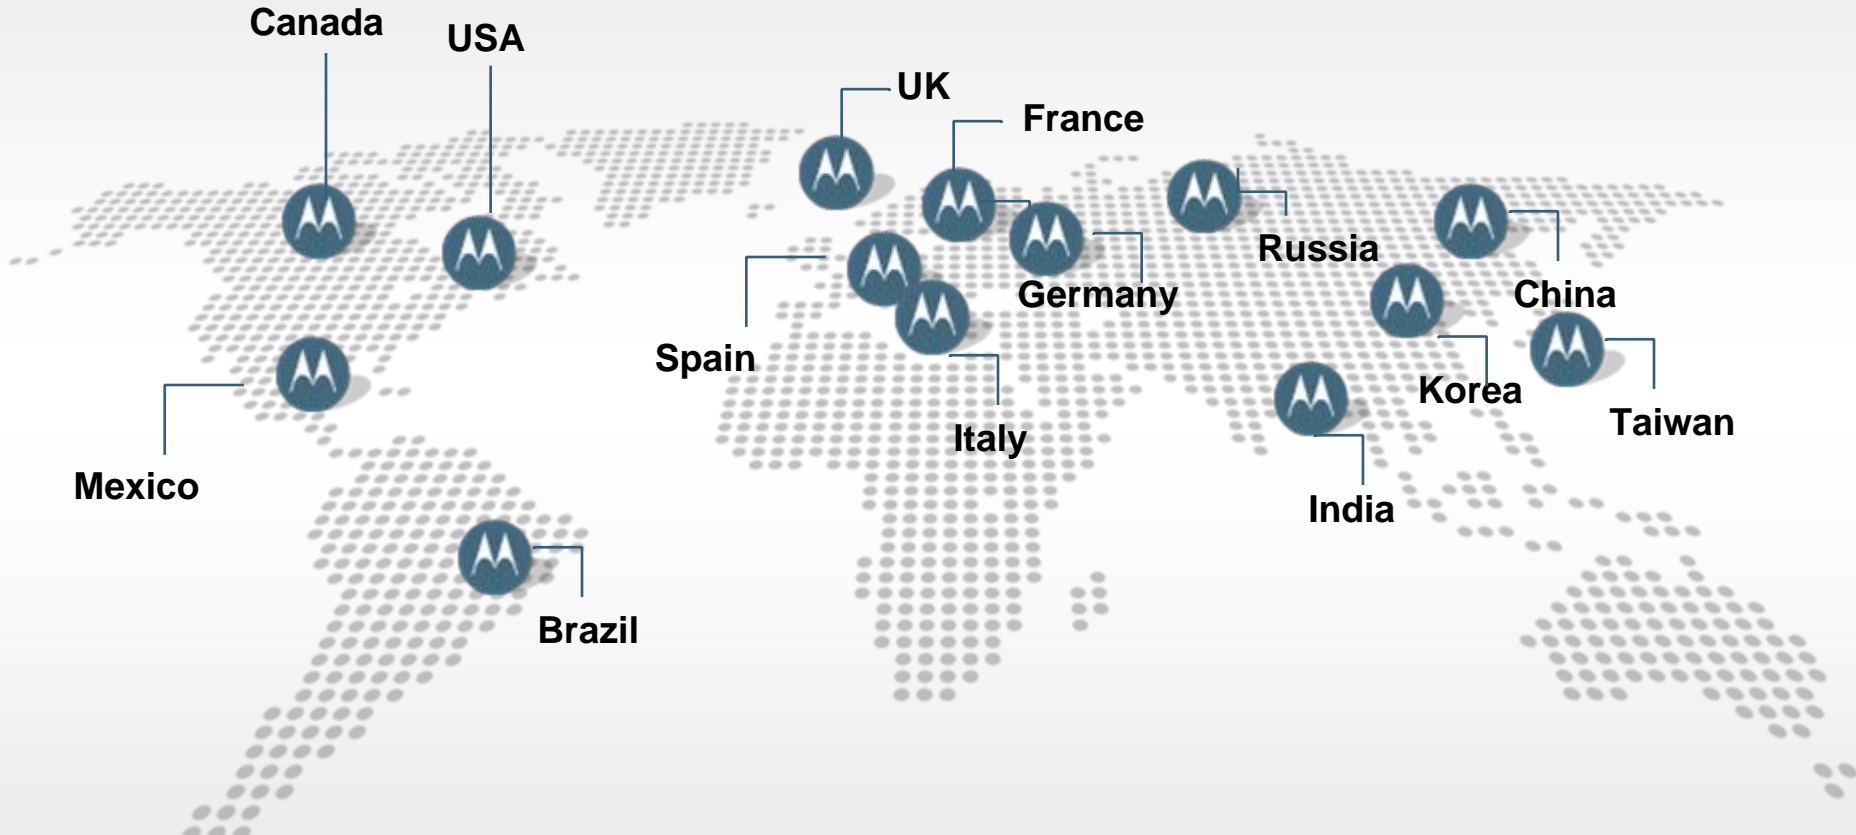 Canada
USA
UK
France
Russia
Germany
China
Spain
Korea
Taiwan
Italy
Mexico
India
Brazil